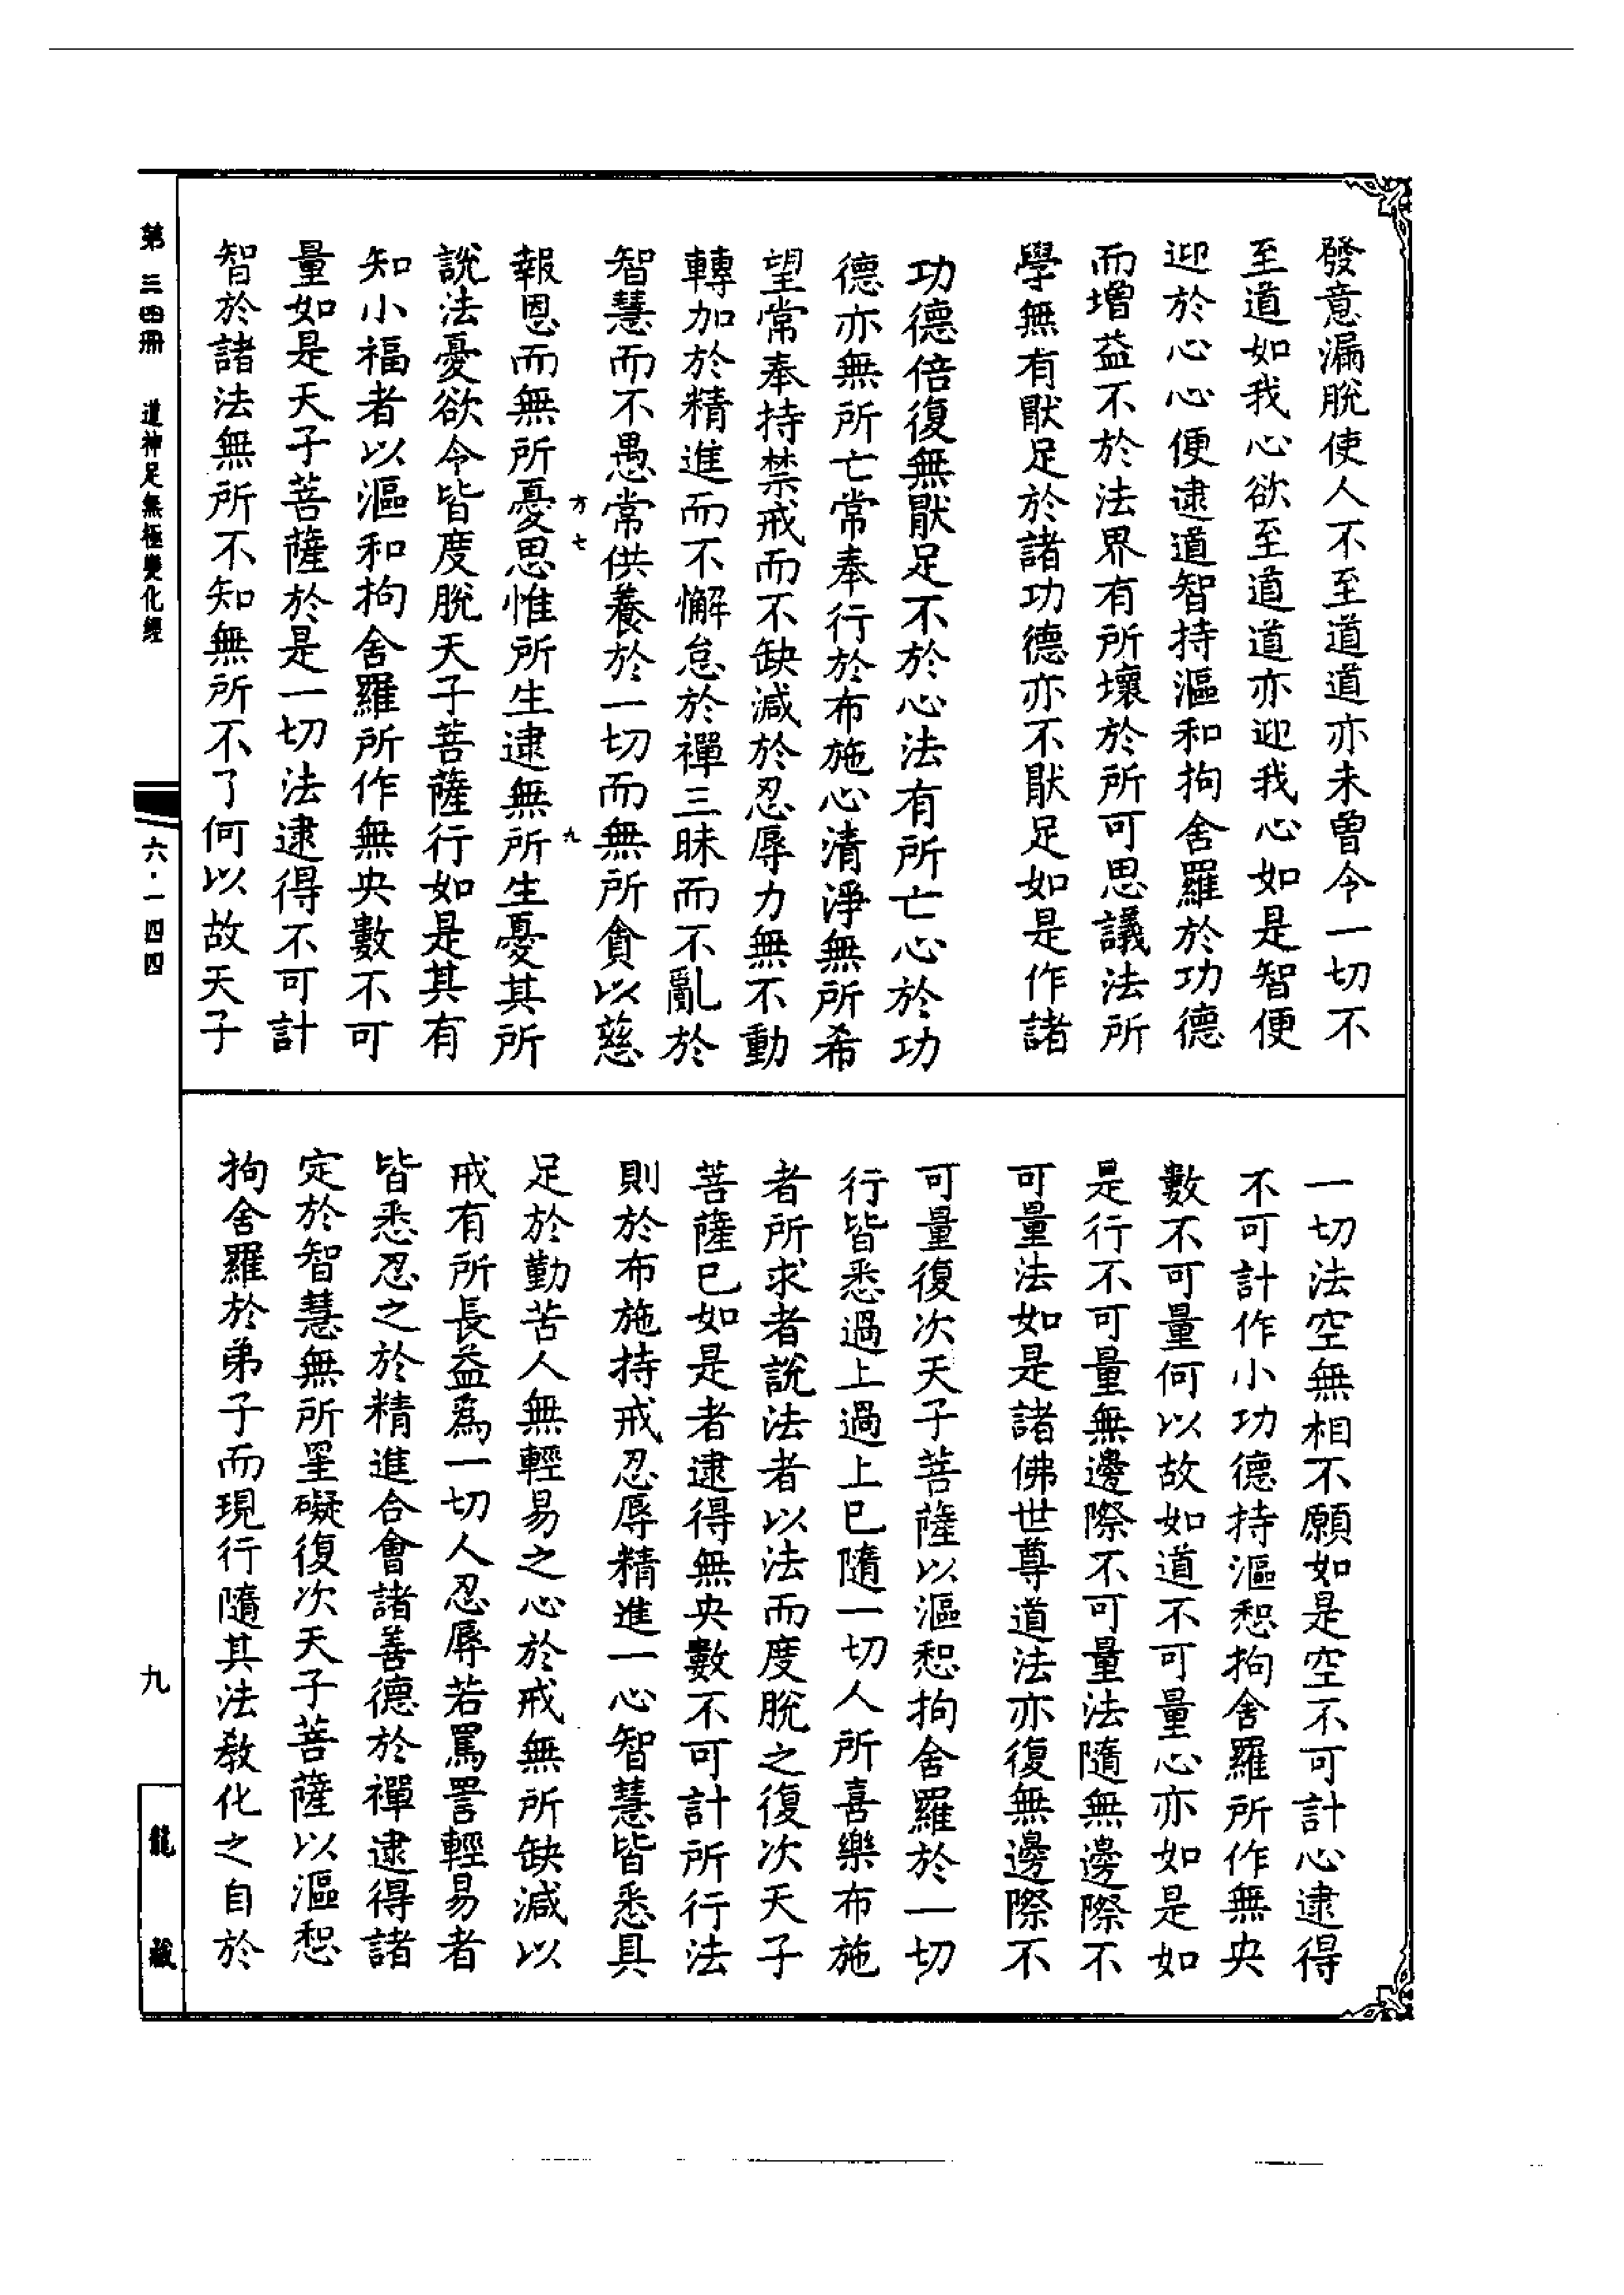 發意漏脫使人不至道道亦未曾令一切不
至道如我心欲至道道亦迎我心如是智便
迎於心心便逮道智持漚和拘舍羅於功德
而增益不於法界有所壞於所可思議法所
學無有厭足於諸功德亦不厭足如是作諸
功德倍復無厭足不於心法有所亡心於功
德亦無所亡常奉行於布施心清淨無所希
望常奉持禁戒而不缺減於忍辱力無不動
轉加於精進而不懈怠於禪三昧而不亂於
智慧而不愚常供養於一切而無所貪以慈
方七
九
報恩而無所憂思惟所生逮無所生憂其所
說法憂欲令皆度脫天子菩薩行如是其有
知小福者以漚和拘舍羅所作無央數不可
量如是天子菩薩於是一切法逮得不可計
智於諸法無所不知無所不了何以故天子
一切法空無相不願如是空不可計心逮得
不可計作小功德持漚惒拘舍羅所作無央
數不可量何以故如道不可量心亦如是如
是行不可量無邊際不可量法隨無邊際不
可量法如是諸佛世尊道法亦復無邊際不
可量復次天子菩薩以漚惒拘舍羅於一切
行皆悉過上過上已隨一切人所喜樂布施
者所求者說法者以法而度脫之復次天子
菩薩已如是者逮得無央數不可計所行法
則於布施持戒忍辱精進一心智慧皆悉具
足於勤苦人無輕易之心於戒無所缺減以
戒有所長益為一切人忍辱若罵詈輕易者
皆悉忍之於精進合會諸善德於禪逮得諸
定於智慧無所罣礙復次天子菩薩以漚惒
拘舍羅於弟子而現行隨其法教化之自於
第三四冊 道神足無極變化經
六·一四四
九
龍藏